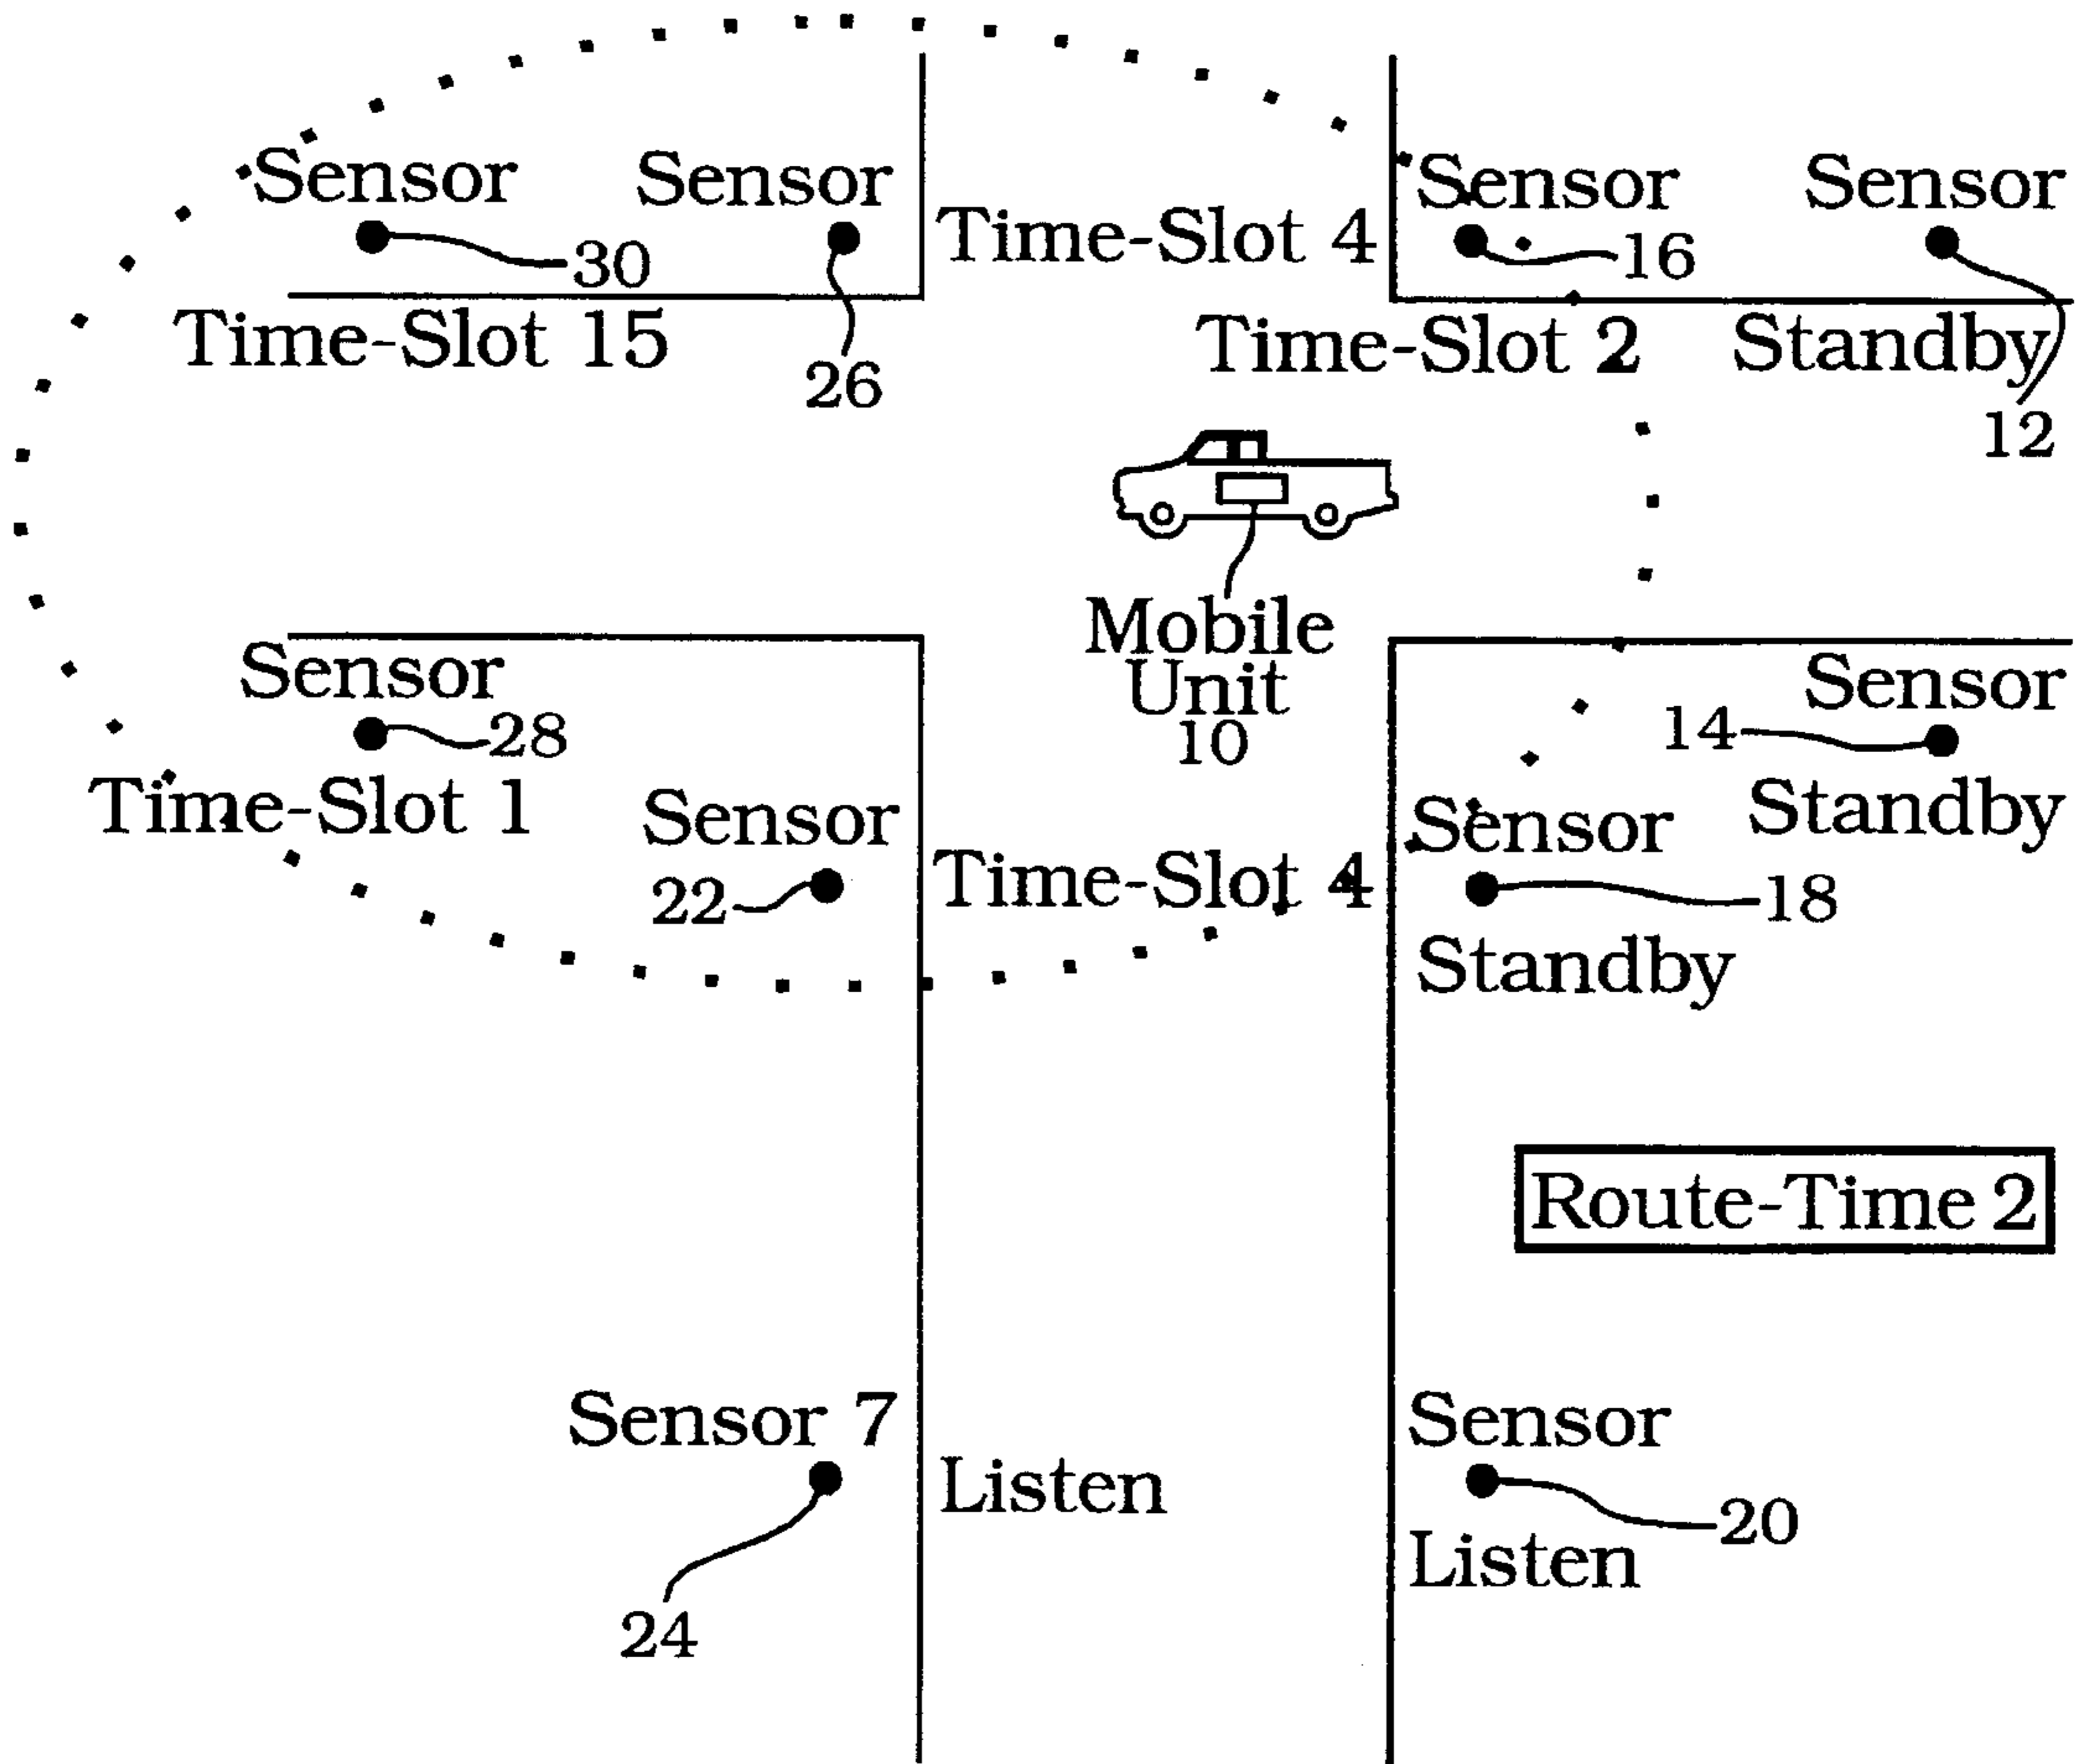 Sensor
Sensor
Sensor
Sensor
30
Time-Slot 4
16
Time-Slot 15
26
Time-Slot 2
Standby
12
Mobile
Unit
10
Sensor
28
Time-Slot 1
Sensor
14
Standby
Sensor
22
Time-Slot 4
Sensor
18
Standby
Route-Time 2
Sensor 7
24
Listen
Sensor
20
Listen